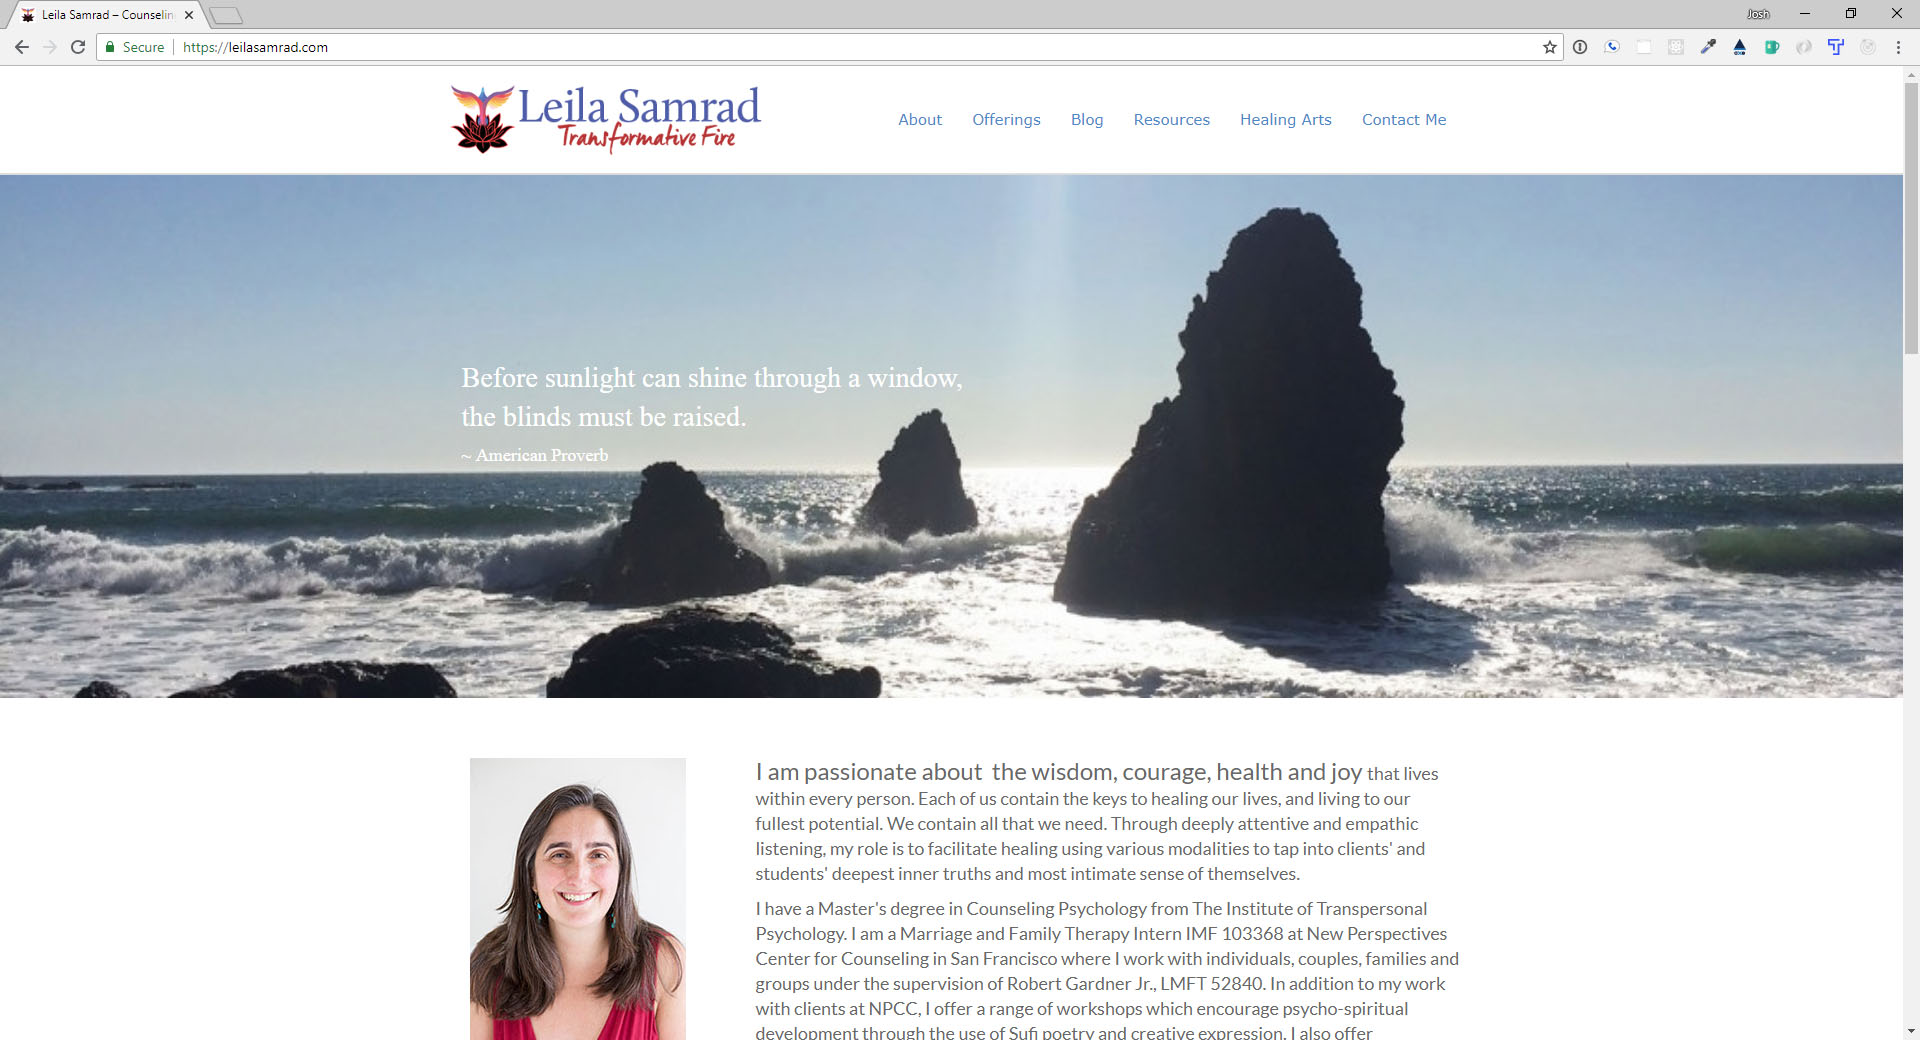 Leila Samrad – Counselin
Josh
Secure
https://leilasamrad.com
Leila Samrad
Transformative Fire
About Offerings Blog Resources Healing Arts Contact Me
Before sunlight can shine through a window,
the blinds must be raised.
~ American Proverb
I am passionate about the wisdom, courage, health and joy that lives
within every person. Each of us contain the keys to healing our lives, and living to our
fullest potential. We contain all that we need. Through deeply attentive and empathic
listening, my role is to facilitate healing using various modalities to tap into clients' and
students' deepest inner truths and most intimate sense of themselves.
I have a Master's degree in Counseling Psychology from The Institute of Transpersonal
Psychology. I am a Marriage and Family Therapy Intern IMF 103368 at New Perspectives
Center for Counseling in San Francisco where I work with individuals, couples, families and
groups under the supervision of Robert Gardner Jr., LMFT 52840. In addition to my work
with clients at NPCC, I offer a range of workshops which encourage psycho-spiritual
development through the use of Sufi poetry and creative expression. I also offer